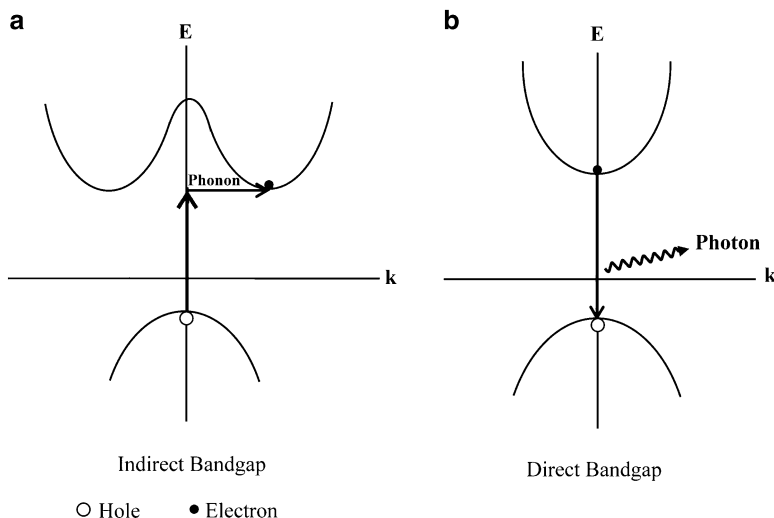 a
E
Phonon
k
Indirect Bandgap
Hole
Electron
b
E
Photon
k
Direct Bandgap